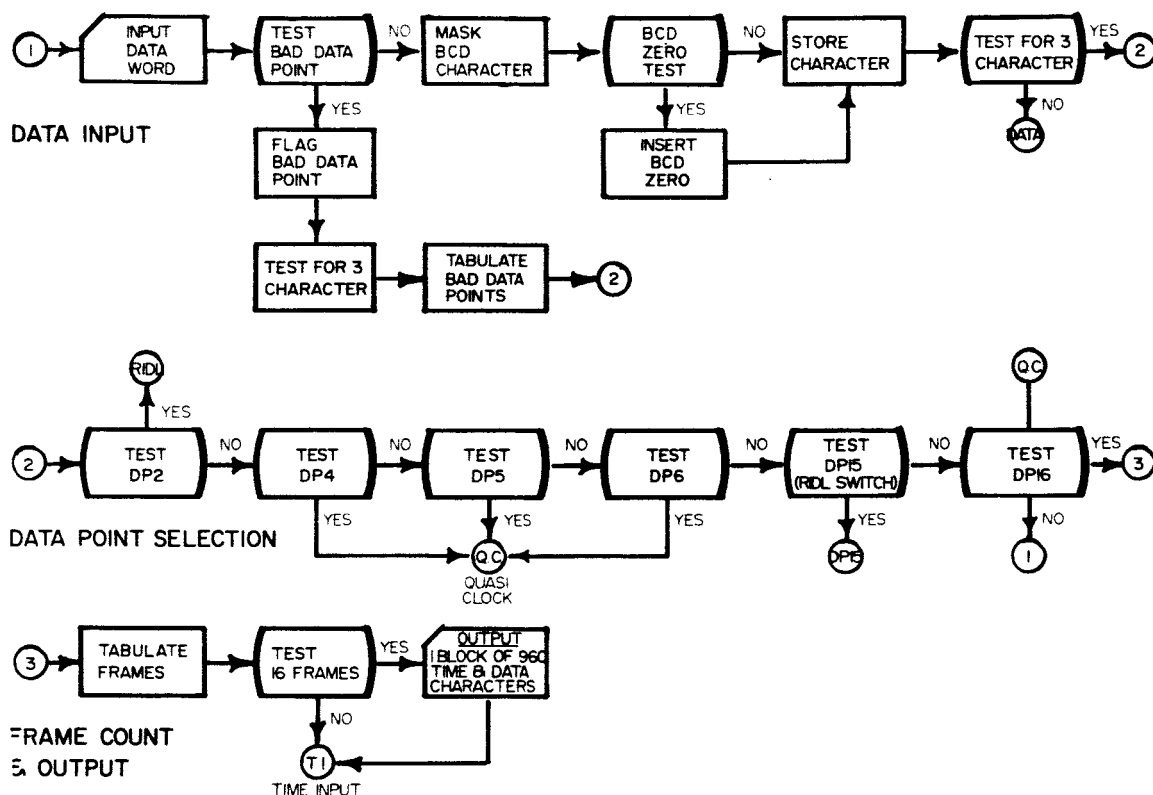 1
INPUT
DATA
WORD
TEST
BAD DATA
POINT
NO
MASK
BCD
CHARACTER
BCD
ZERO
TEST
NO
STORE
CHARACTER
TEST FOR 3
CHARACTER
YES
2
YES
YES
NO
DATA INPUT
FLAG
BAD DATA
POINT
INSERT
BCD
ZERO
DATA
TEST FOR 3
CHARACTER
TABULATE
BAD DATA
POINTS
2
RIDL
Q.C.
YES
2
TEST
DP2
NO
TEST
DP4
NO
TEST
DP5
NO
TEST
DP6
NO
TEST
DP15
(RIDL SWITCH)
NO
TEST
DP16
YES
3
YES
YES
YES
YES
NO
DATA POINT SELECTION
Q.C.
QUASI
CLOCK
DP15
1
3
TABULATE
FRAMES
TEST
16 FRAMES
YES
OUTPUT
1 BLOCK OF 960
TIME & DATA
CHARACTERS
NO
FRAME COUNT
& OUTPUT
T I
TIME INPUT